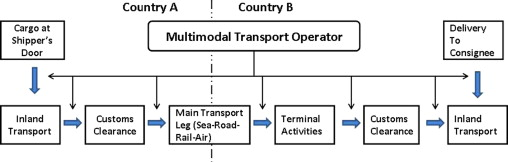 Country A
Country B
Cargo at
Shipper's
Door
Multimodal Transport Operator
Delivery
To
Consignee
Inland
Transport
Customs
Clearance
Main Transport
Leg (Sea-Road-
Rail-Air)
Terminal
Activities
Customs
Clearance
Inland
Transport